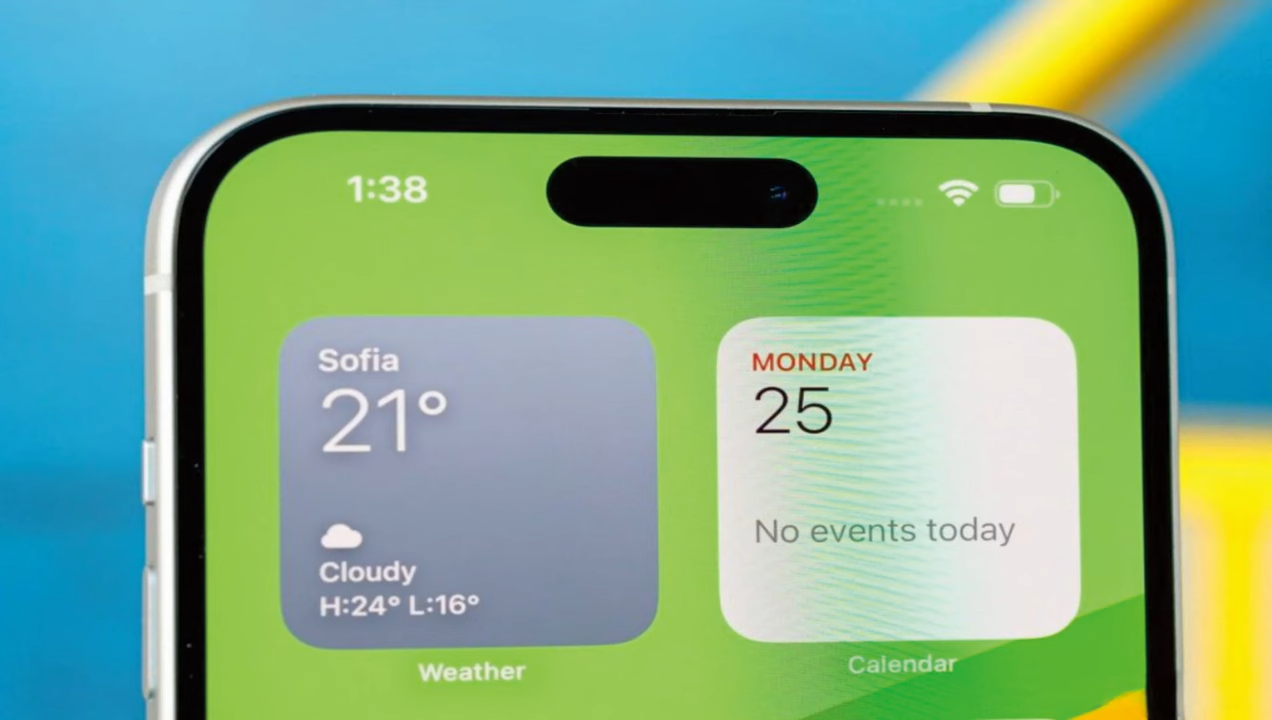 1:38
Sofia
21°
Cloudy
H:24° L:16°
Weather
MONDAY
25
No events today
Calendar